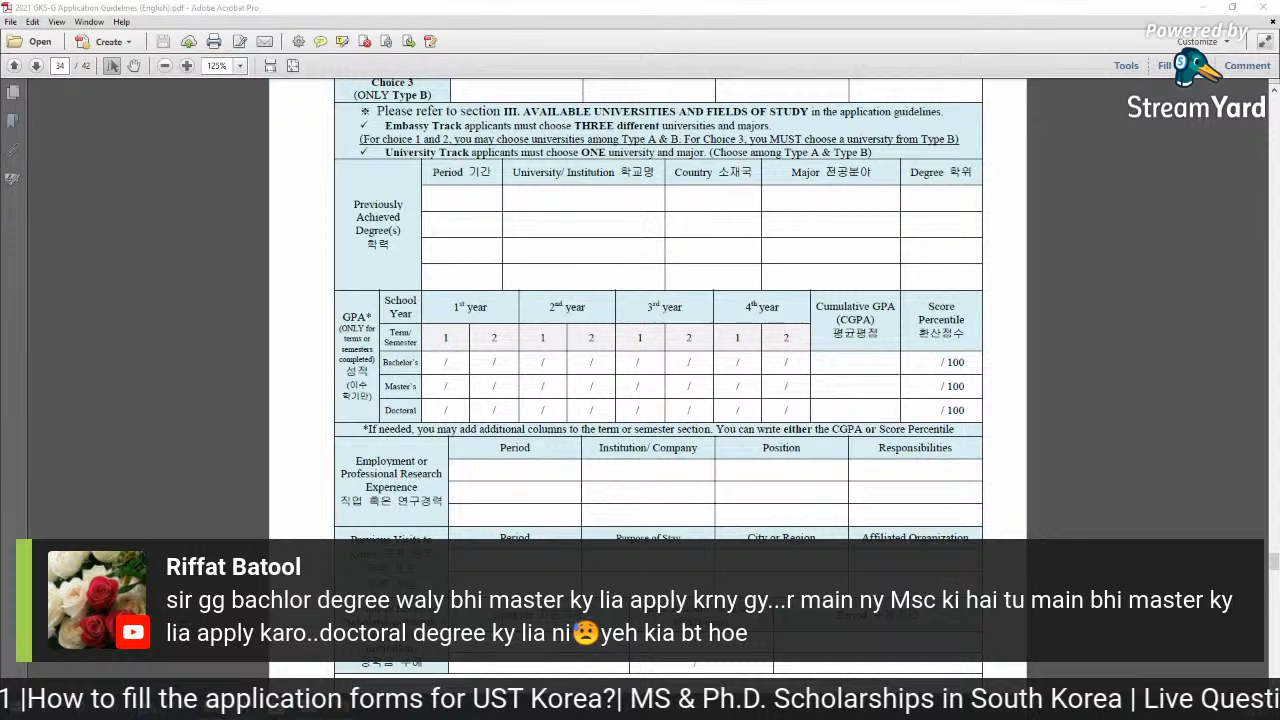 2021 GKS-G Application Guidelines (English).pdf - Adobe Acrobat Pro
File Edit View Window Help
Open Create Customize
34 / 42 125% Tools Fill Comment
Powered by
StreamYard
Choice 3
(ONLY Type B)
※ Please refer to section III. AVAILABLE UNIVERSITIES AND FIELDS OF STUDY in the application guidelines.
✓ Embassy Track applicants must choose THREE different universities and majors.
(For choice 1 and 2, you may choose universities among Type A & B. For Choice 3, you MUST choose a university from Type B)
✓ University Track applicants must choose ONE university and major. (Choose among Type A & Type B)
Previously
Achieved
Degree(s)
학력
Period 기간 University/ Institution 학교명 Country 소재국 Major 전공분야 Degree 학위
GPA*
(ONLY for
terms or
semesters
completed)
성적
(이수
학기만)
School
Year
1st year 2nd year 3rd year 4th year Cumulative GPA
(CGPA)
평균평점
Score
Percentile
환산점수
Term/
Semester
1 2 1 2 1 2 1 2
Bachelor's / / / / / / / / / 100
Master's / / / / / / / / / 100
Doctoral / / / / / / / / / 100
*If needed, you may add additional columns to the term or semester section. You can write either the CGPA or Score Percentile
Employment or
Professional Research
Experience
직업 혹은 연구경력
Period Institution/ Company Position Responsibilities
Previous Visits to
Period Purpose of Stay City or Region Affiliated Organization
Riffat Batool
sir gg bachlor degree waly bhi master ky lia apply krny gy...r main ny Msc ki hai tu main bhi master ky
lia apply karo..doctoral degree ky lia ni😥yeh kia bt hoe
1 |How to fill the application forms for UST Korea?| MS & Ph.D. Scholarships in South Korea | Live Questi